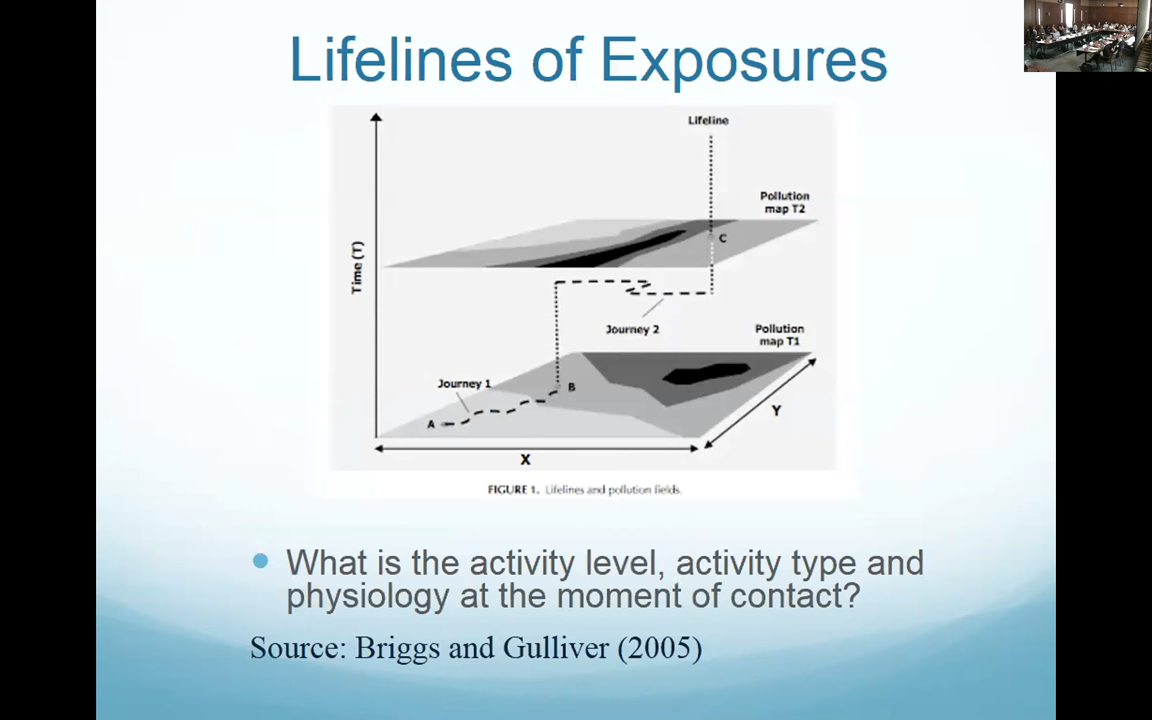 Lifelines of Exposures
Lifeline
Pollution
map T2
C
Time (T)
Journey 2
Pollution
map T1
Journey 1
B
A
Y
X
FIGURE 1. Lifelines and pollution fields.
• What is the activity level, activity type and
physiology at the moment of contact?
Source: Briggs and Gulliver (2005)